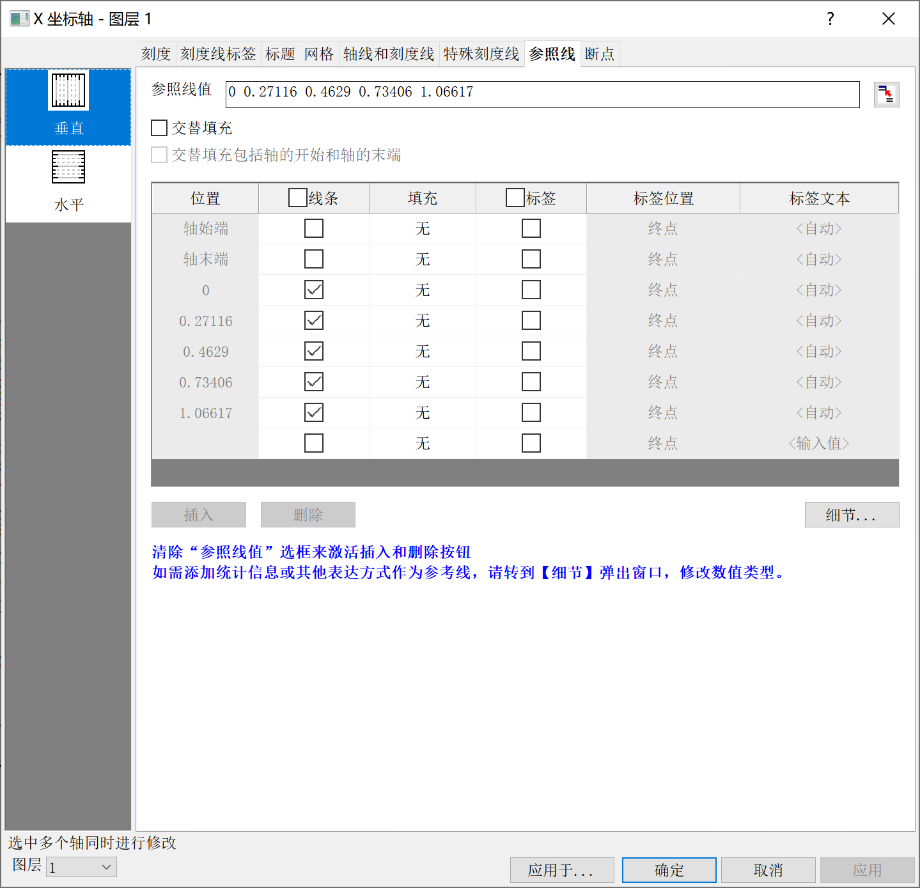 X 坐标轴 - 图层 1
?
刻度 刻度线标签 标题 网格 轴线和刻度线 特殊刻度线 参照线 断点
垂直
水平
参照线值 0 0.27116 0.4629 0.73406 1.06617
交替填充
交替填充包括轴的开始和轴的末端
位置 线条 填充 标签 标签位置 标签文本
轴始端 无 终点 <自动>
轴末端 无 终点 <自动>
0 无 终点 <自动>
0.27116 无 终点 <自动>
0.4629 无 终点 <自动>
0.73406 无 终点 <自动>
1.06617 无 终点 <自动>
无 终点 <输入值>
插入 删除 细节...
清除“参照线值”选框来激活插入和删除按钮
如需添加统计信息或其他表达方式作为参考线，请转到【细节】弹出窗口，修改数值类型。
选中多个轴同时进行修改
图层 1
应用于... 确定 取消 应用